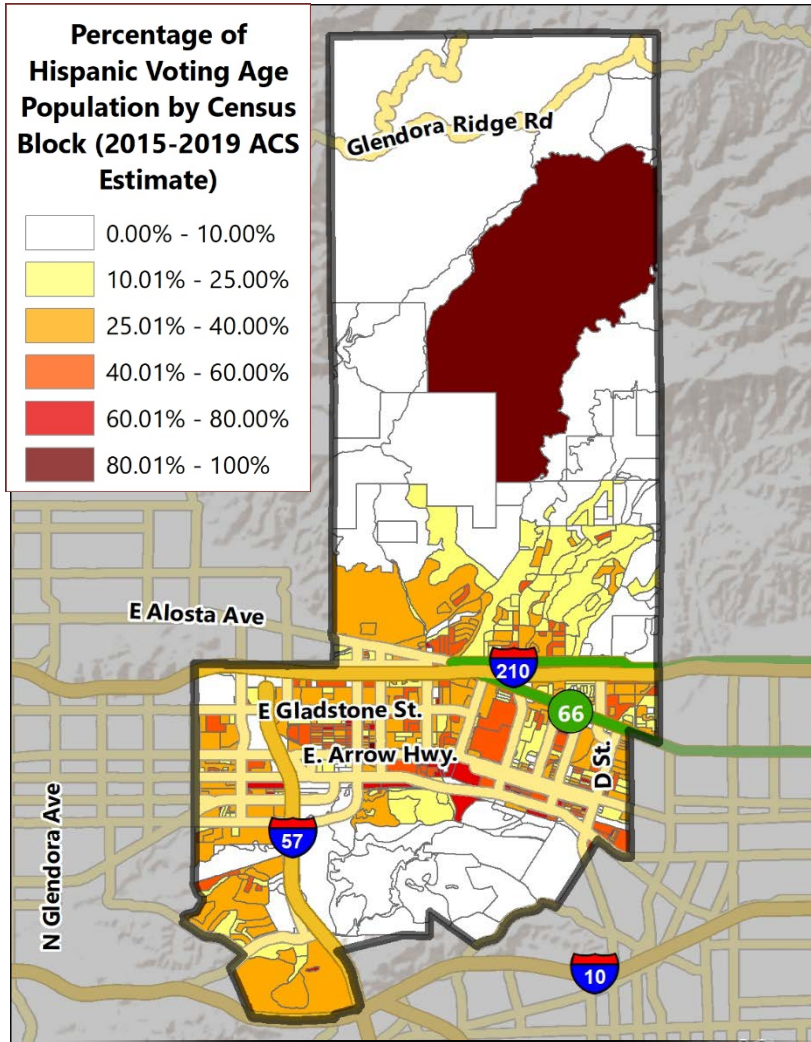 Percentage of
Hispanic Voting Age
Population by Census
Block (2015-2019 ACS
Estimate)
0.00% - 10.00%
10.01% - 25.00%
25.01% - 40.00%
40.01% - 60.00%
60.01% - 80.00%
80.01% - 100%
Glendora Ridge Rd
E Alosta Ave
210
E Gladstone St.
66
E. Arrow Hwy.
D St.
57
N Glendora Ave
10